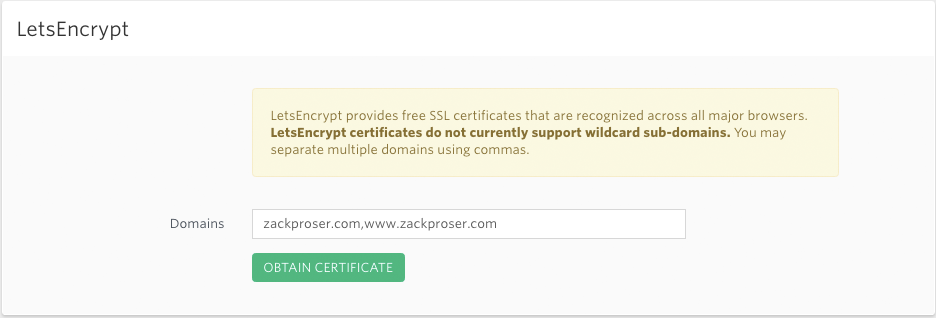 LetsEncrypt
LetsEncrypt provides free SSL certificates that are recognized across all major browsers.
LetsEncrypt certificates do not currently support wildcard sub-domains. You may
separate multiple domains using commas.
Domains zackproser.com,www.zackproser.com
OBTAIN CERTIFICATE